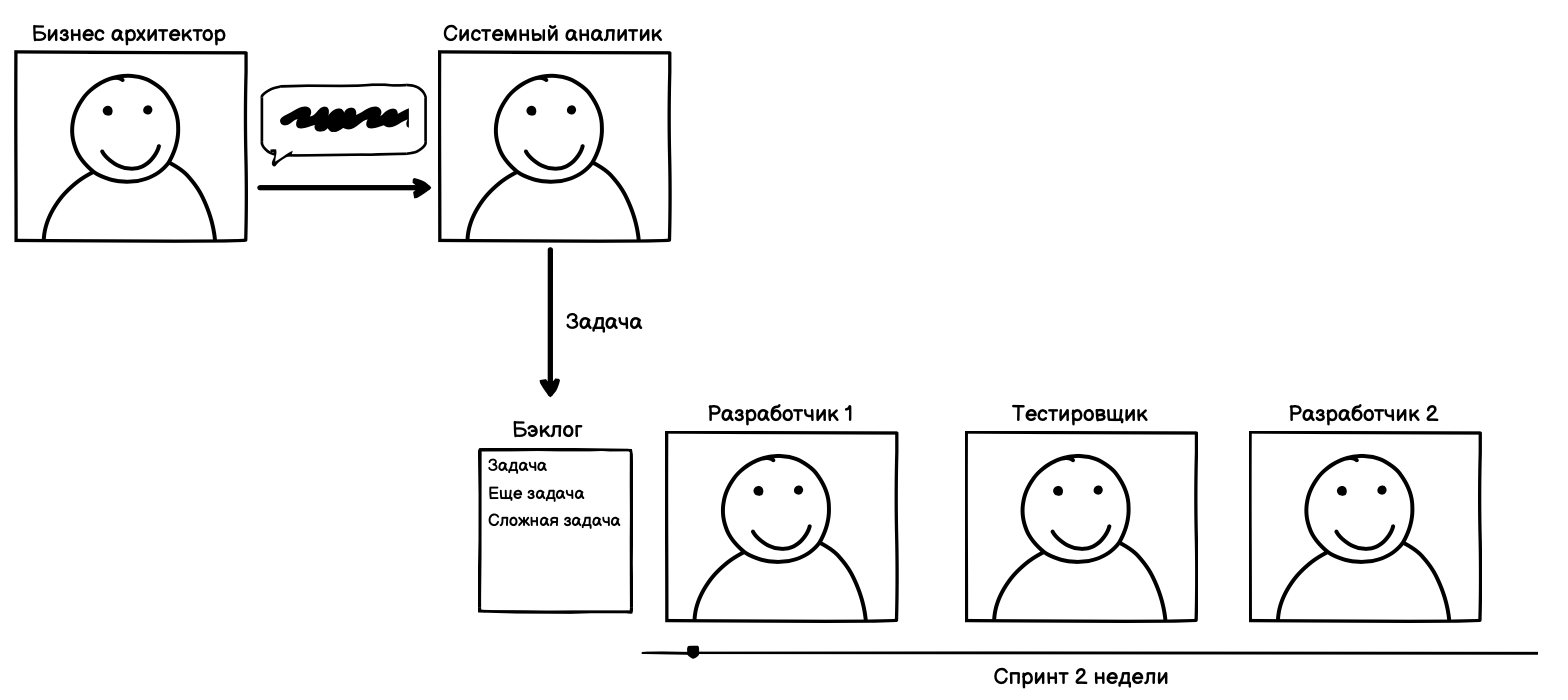 Бизнес архитектор
Системный аналитик
Задача
Бэклог
Задача
Еще задача
Сложная задача
Разработчик 1
Тестировщик
Разработчик 2
Спринт 2 недели